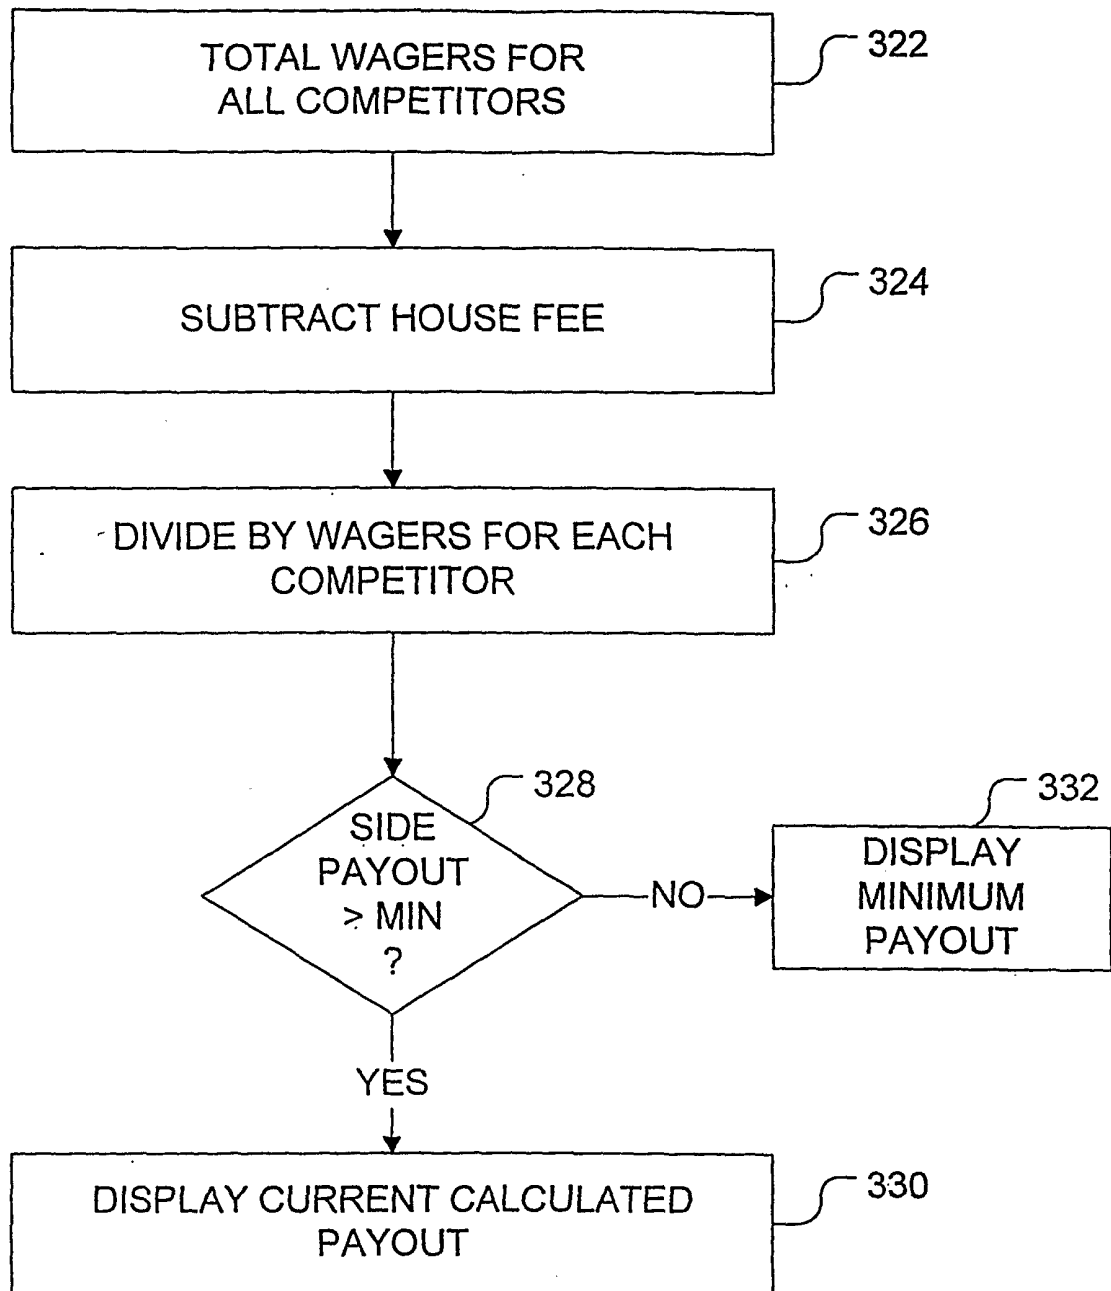 TOTAL WAGERS FOR
ALL COMPETITORS
322
SUBTRACT HOUSE FEE
324
DIVIDE BY WAGERS FOR EACH
COMPETITOR
326
SIDE
PAYOUT
> MIN
?
328
NO
DISPLAY
MINIMUM
PAYOUT
332
YES
DISPLAY CURRENT CALCULATED
PAYOUT
330